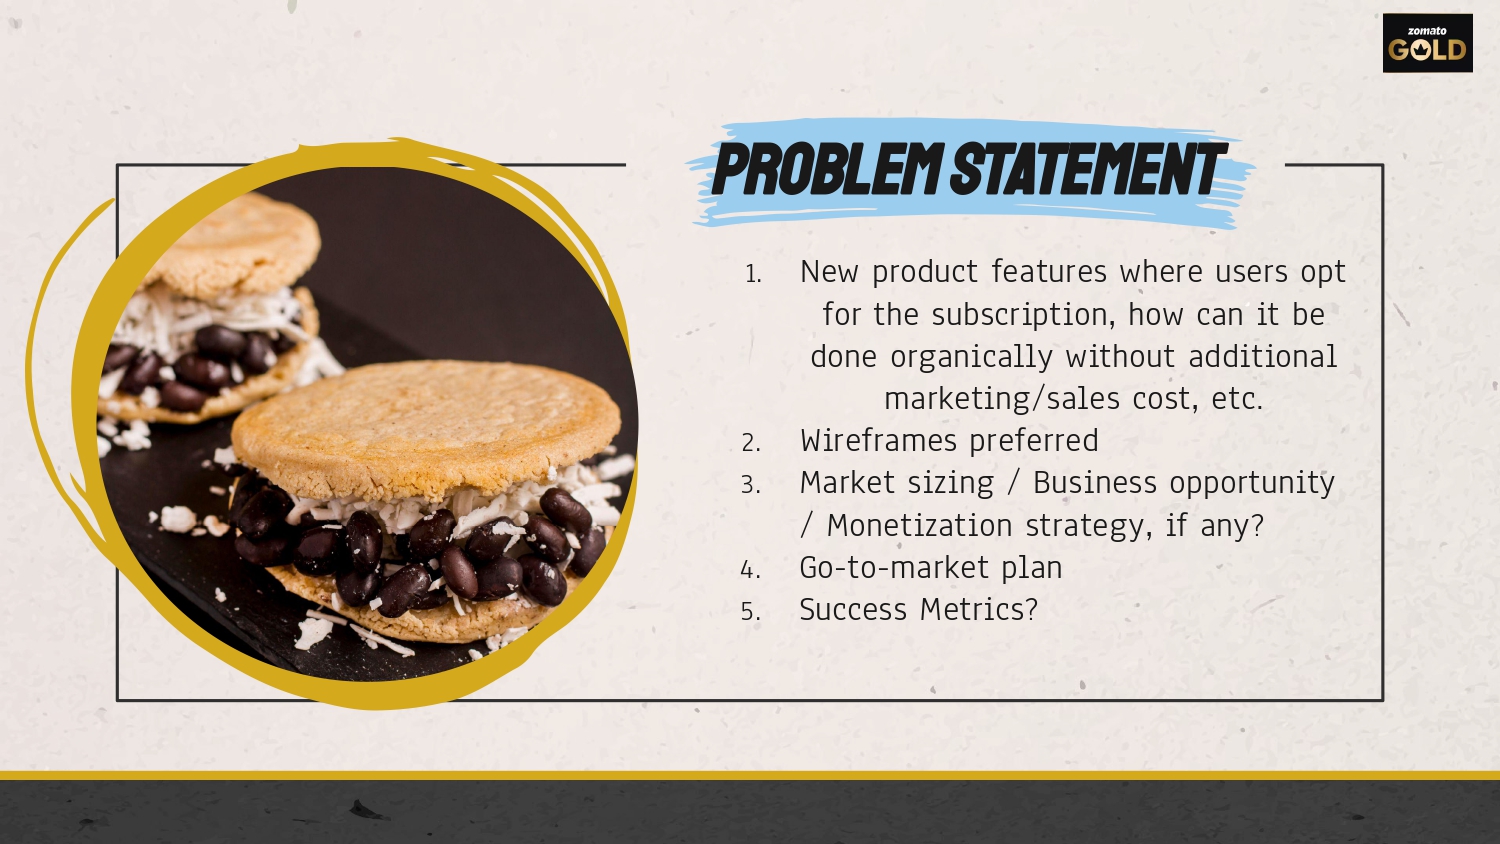 zomato
GOLD
PROBLEM STATEMENT
1. New product features where users opt
for the subscription, how can it be
done organically without additional
marketing/sales cost, etc.
2. Wireframes preferred
3. Market sizing / Business opportunity
/ Monetization strategy, if any?
4. Go-to-market plan
5. Success Metrics?